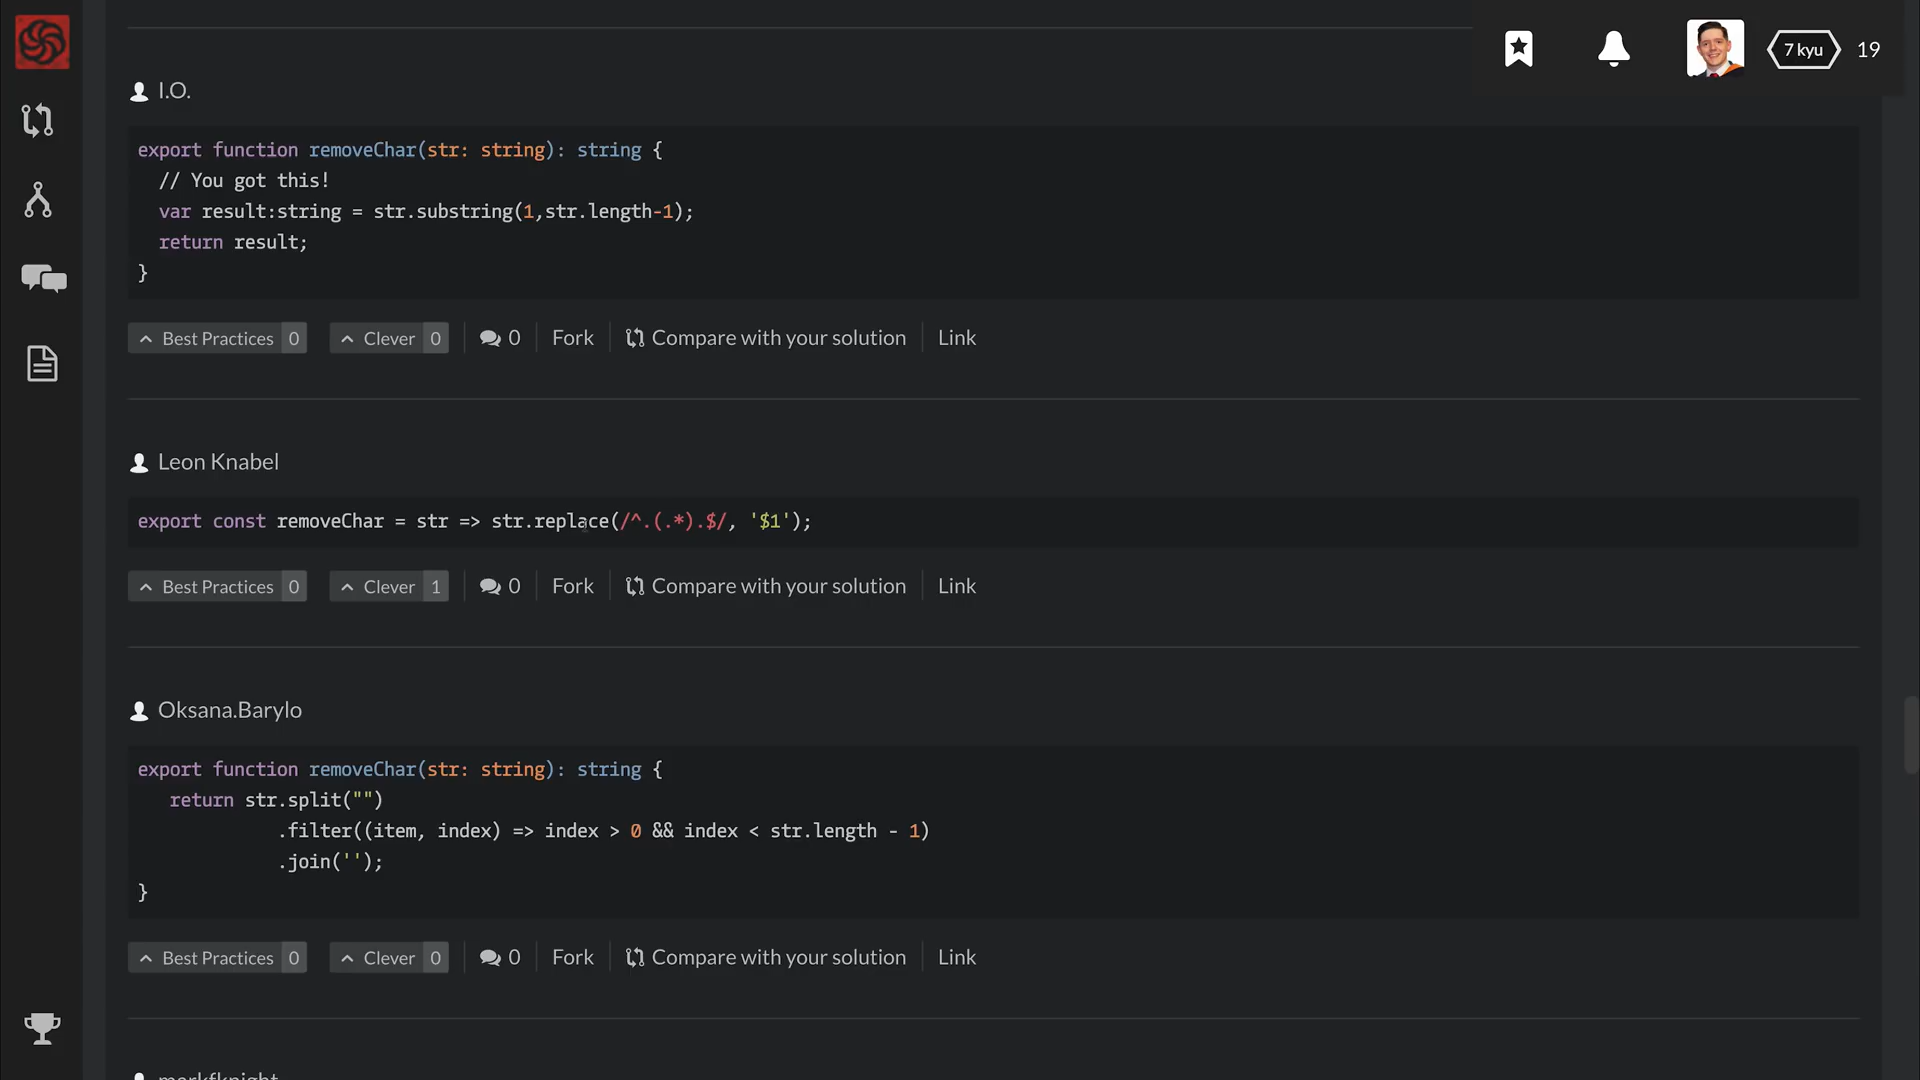 7 kyu 19
I.O.
export function removeChar(str: string): string {
// You got this!
var result:string = str.substring(1,str.length-1);
return result;
}
Best Practices 0 Clever 0 0 Fork Compare with your solution Link
Leon Knabel
export const removeChar = str => str.replace(/^.(.*).$/, '$1');
Best Practices 0 Clever 1 0 Fork Compare with your solution Link
Oksana.Barylo
export function removeChar(str: string): string {
return str.split("")
.filter((item, index) => index > 0 && index < str.length - 1)
.join('');
}
Best Practices 0 Clever 0 0 Fork Compare with your solution Link
markfknight